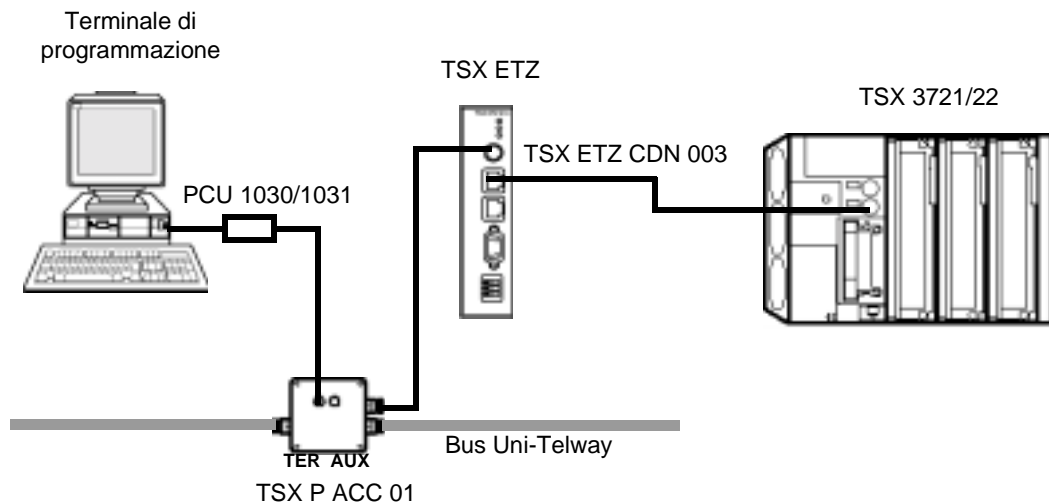 Terminale di
programmazione
TSX ETZ
TSX 3721/22
TSX ETZ CDN 003
PCU 1030/1031
Bus Uni-Telway
TER AUX
TSX P ACC 01